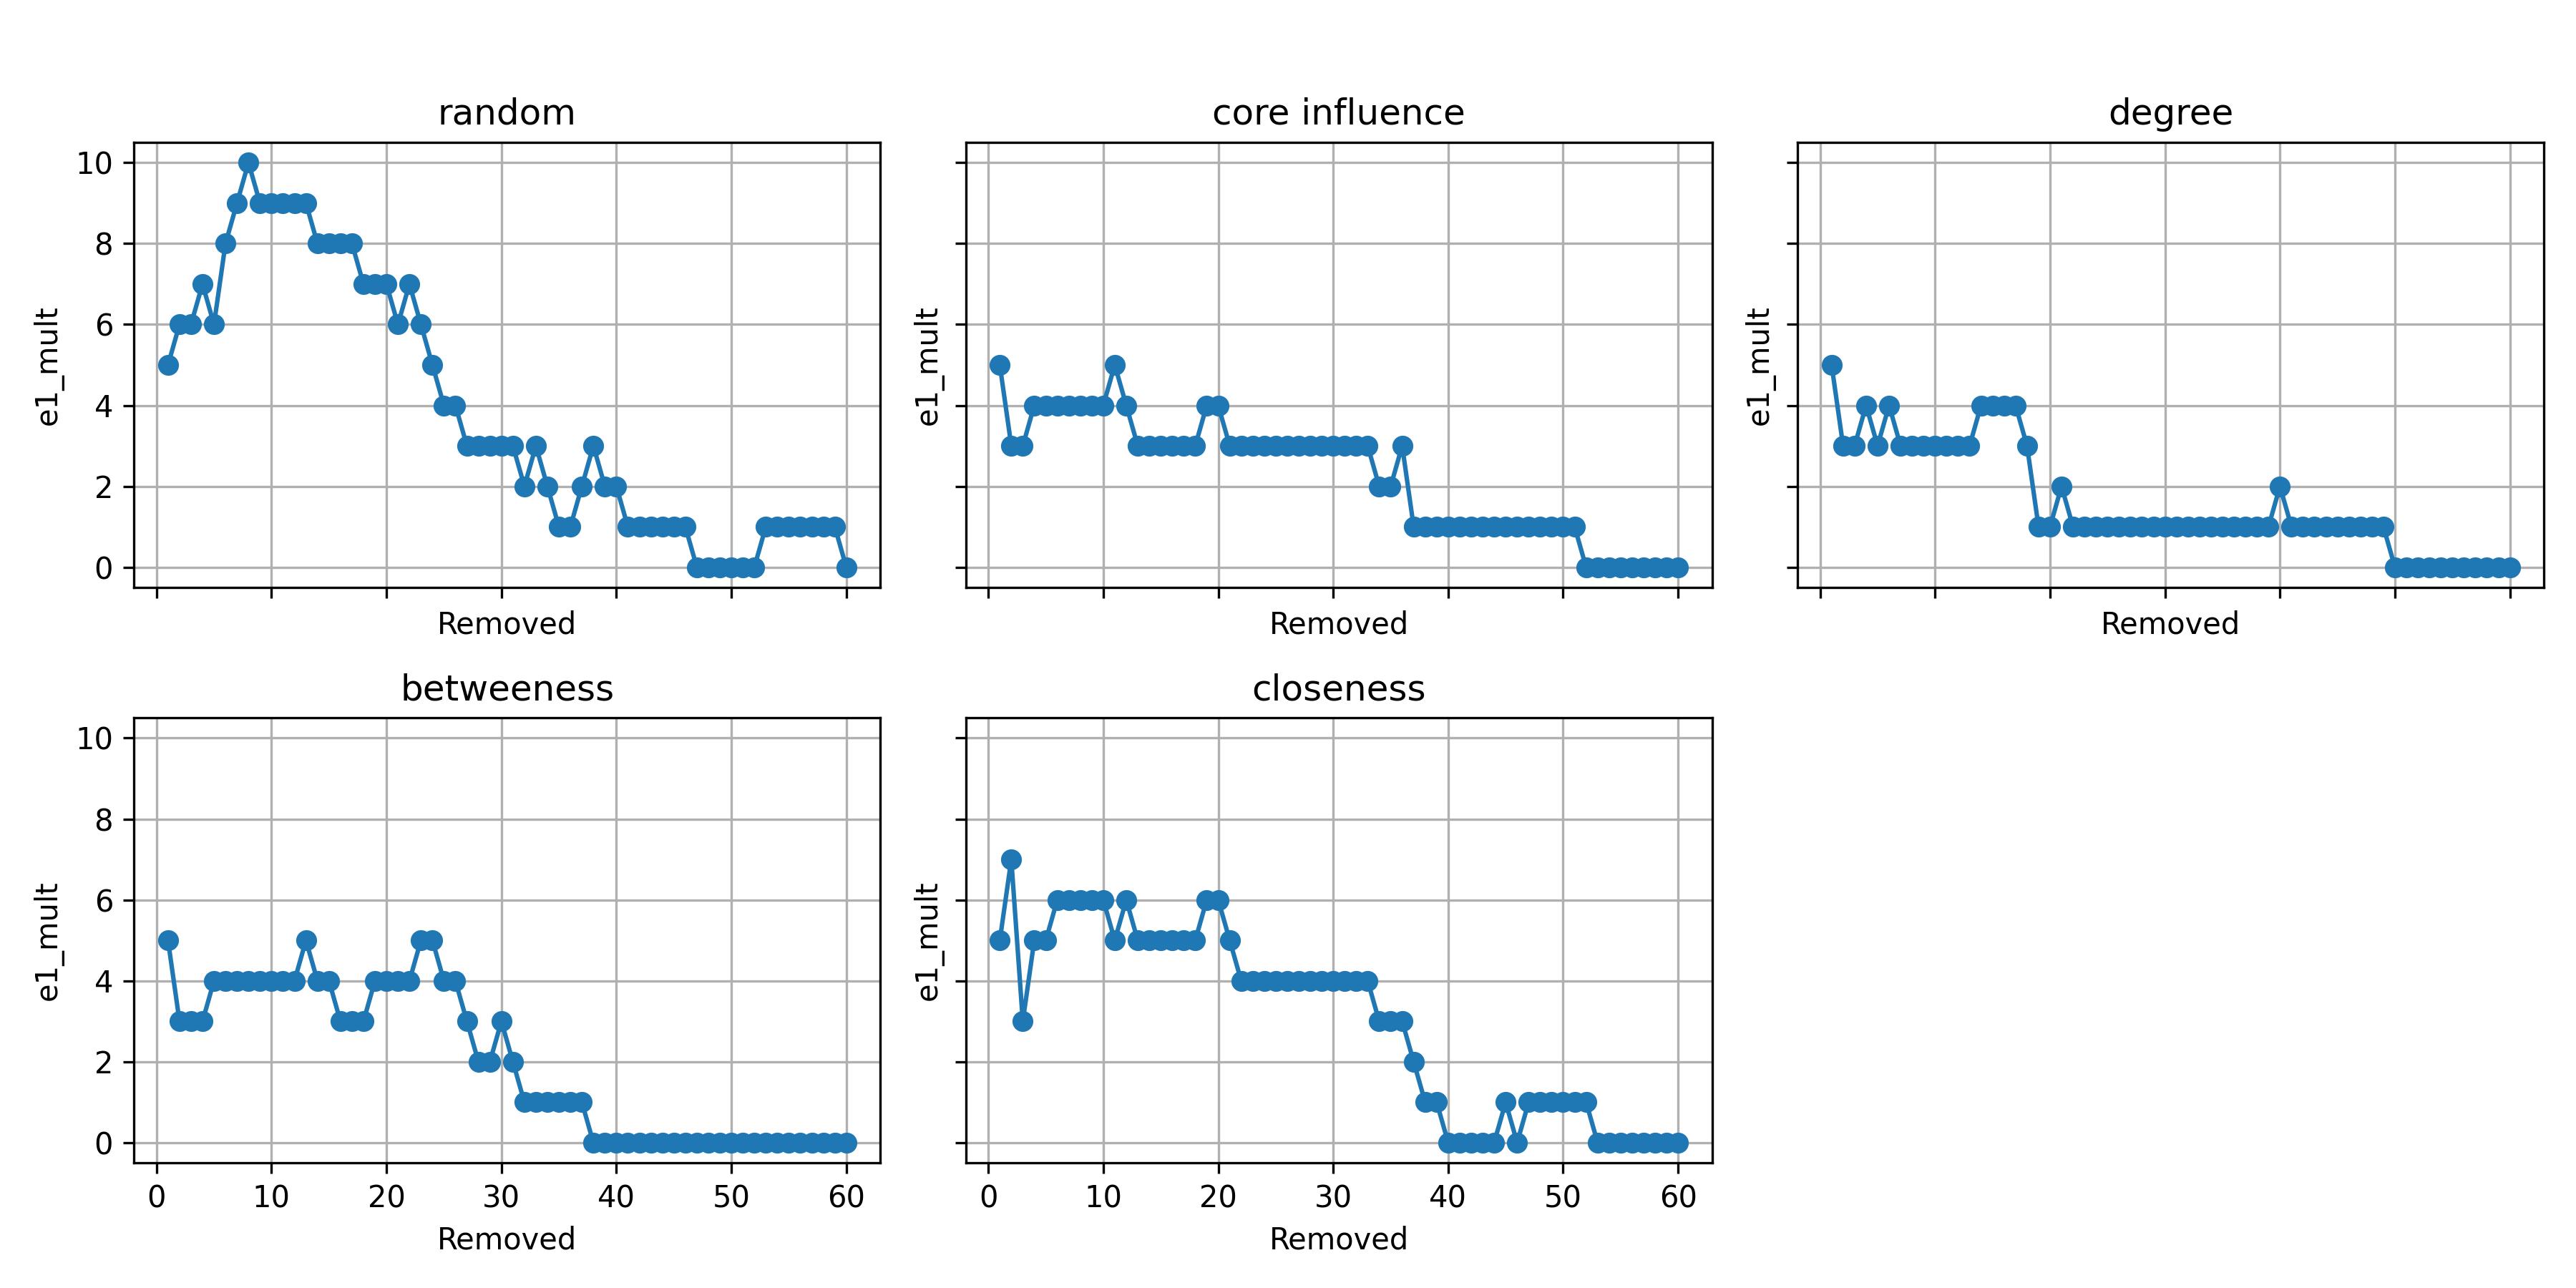 random
core influence
degree
10
8
6
4
2
0
e1_mult
e1_mult
e1_mult
Removed
Removed
Removed
betweeness
closeness
10
8
6
4
2
0
e1_mult
e1_mult
0 10 20 30 40 50 60
0 10 20 30 40 50 60
Removed
Removed